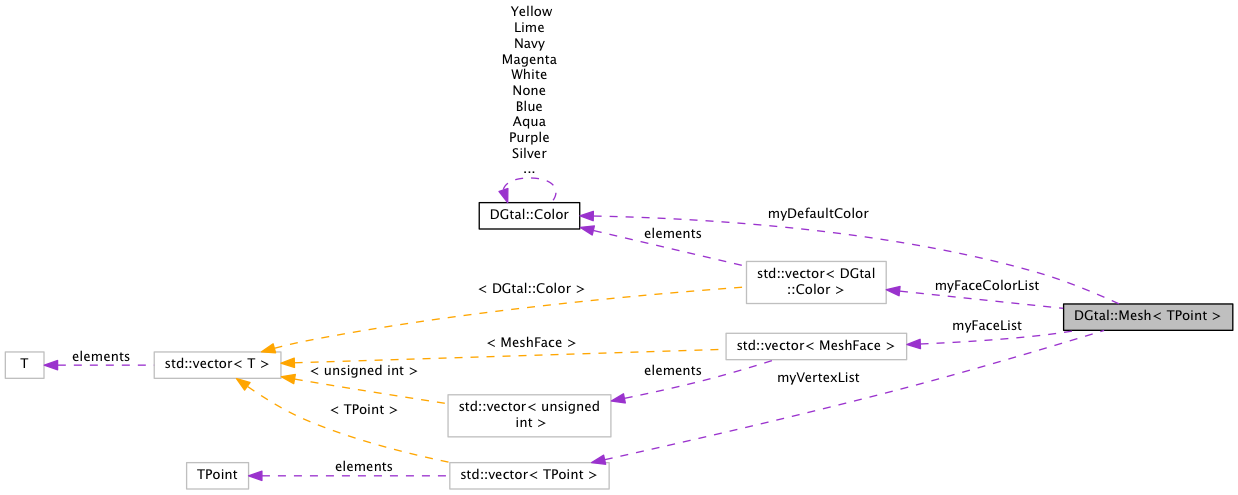 Yellow
Lime
Navy
Magenta
White
None
Blue
Aqua
Purple
Silver
...
DGtal::Color
myDefaultColor
elements
std::vector< DGtal
::Color >
myFaceColorList
< DGtal::Color >
DGtal::Mesh< TPoint >
myFaceList
< MeshFace >
std::vector< MeshFace >
T
elements
std::vector< T >
< unsigned int >
elements
myVertexList
std::vector< unsigned
int >
< TPoint >
TPoint
elements
std::vector< TPoint >